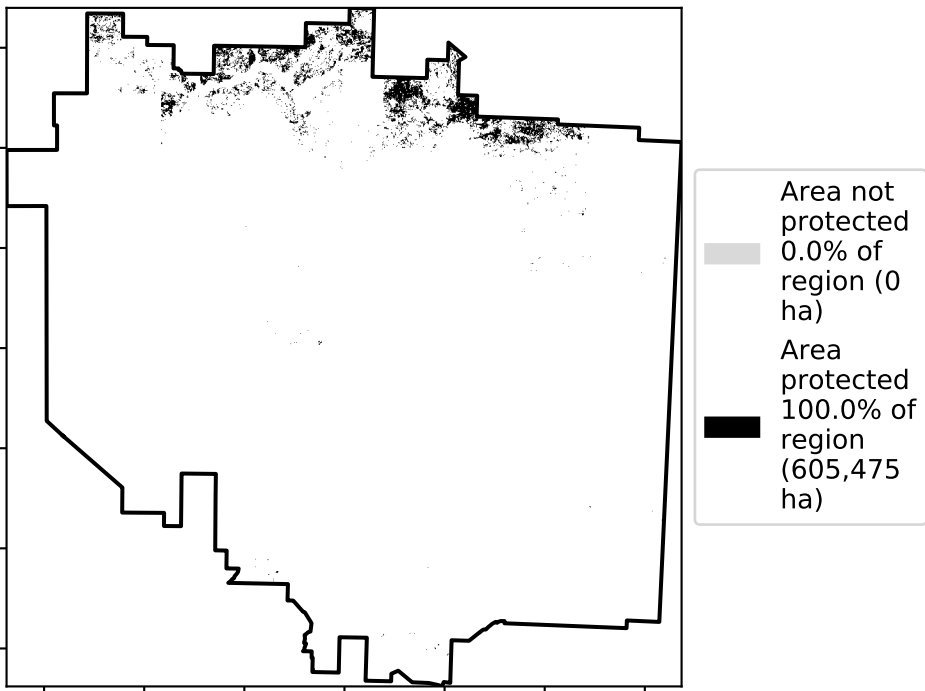 Area not
protected
0.0% of
region (0
ha)
Area
protected
100.0% of
region
(605,475
ha)